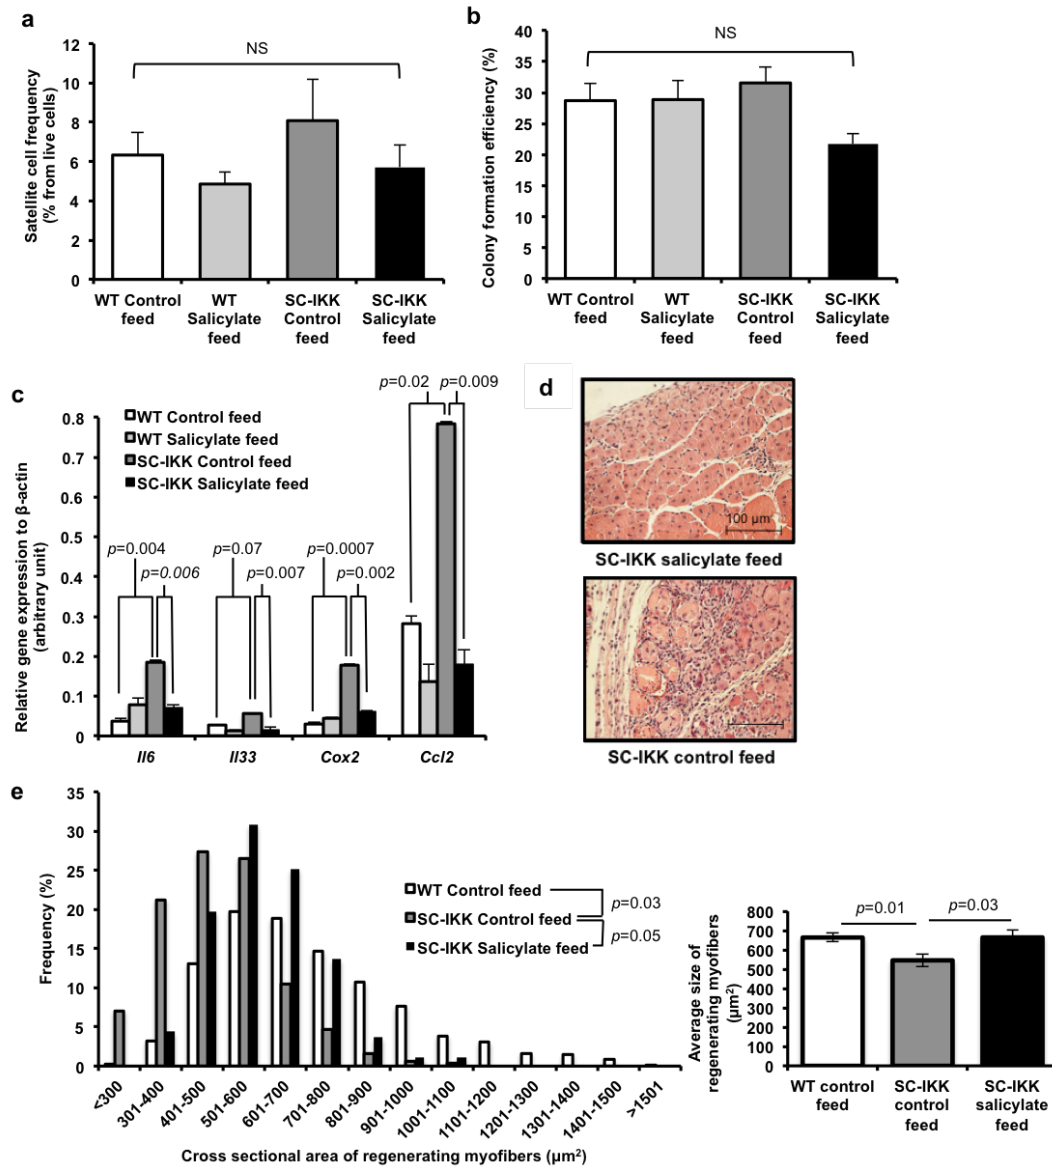 a
12
10
8
6
4
2
0
Satellite cell frequency
(% from live cells)
NS
WT Control
feed
WT
Salicylate
feed
SC-IKK
Control
feed
SC-IKK
Salicylate
feed
b
40
35
30
25
20
15
10
5
0
Colony formation efficiency (%)
NS
WT Control
feed
WT
Salicylate
feed
SC-IKK
Control
feed
SC-IKK
Salicylate
feed
c
0.8
0.7
0.6
0.5
0.4
0.3
0.2
0.1
0
Relative gene expression to β-actin
(arbitrary unit)
WT Control feed
WT Salicylate feed
SC-IKK Control feed
SC-IKK Salicylate feed
p=0.004
p=0.006
p=0.07
p=0.007
p=0.0007
p=0.002
p=0.02
p=0.009
Il6
Il33
Cox2
Ccl2
d
100 µm
SC-IKK salicylate feed
SC-IKK control feed
e
35
30
25
20
15
10
5
0
Frequency (%)
WT Control feed
SC-IKK Control feed
SC-IKK Salicylate feed
p=0.03
p=0.05
<300
301-400
401-500
501-600
601-700
701-800
801-900
901-1000
1001-1100
1101-1200
1201-1300
1301-1400
1401-1500
>1501
Cross sectional area of regenerating myofibers (µm²)
Average size of
regenerating myofibers
(µm²)
800
700
600
500
400
300
200
100
0
p=0.01
p=0.03
WT control
feed
SC-IKK
control
feed
SC-IKK
salicylate
feed